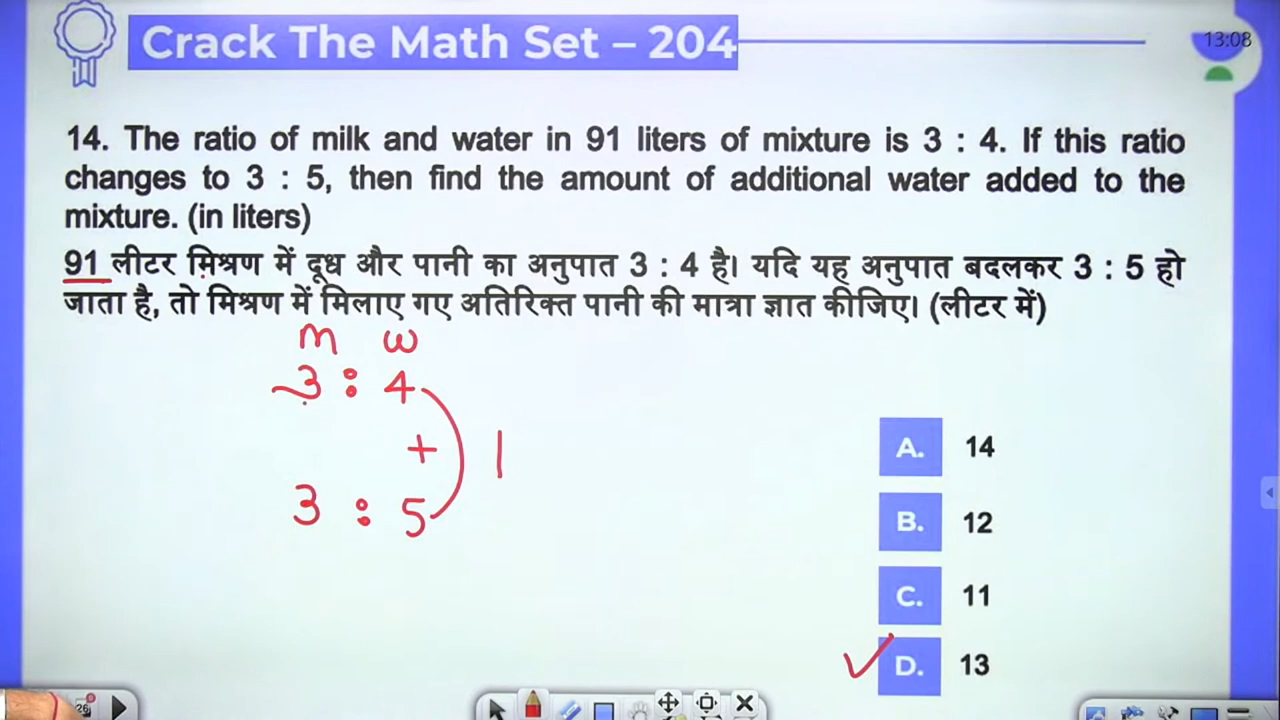 Crack The Math Set – 204
13:08
14. The ratio of milk and water in 91 liters of mixture is 3 : 4. If this ratio
changes to 3 : 5, then find the amount of additional water added to the
mixture. (in liters)
91 लीटर मिश्रण में दूध और पानी का अनुपात 3 : 4 है। यदि यह अनुपात बदलकर 3 : 5 हो
जाता है, तो मिश्रण में मिलाए गए अतिरिक्त पानी की मात्रा ज्ञात कीजिए। (लीटर में)
M W
3 : 4
+ 1
3 : 5
A. 14
B. 12
C. 11
D. 13
26